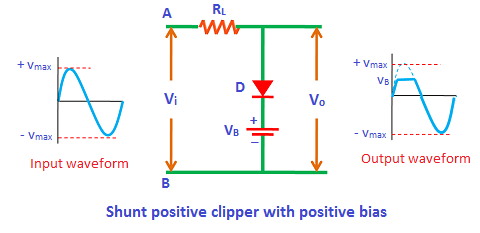 A
RL
+ Vmax
- Vmax
Input waveform
Vi
D
VB
+
–
Vo
B
+ Vmax
VB
- Vmax
Output waveform
Shunt positive clipper with positive bias